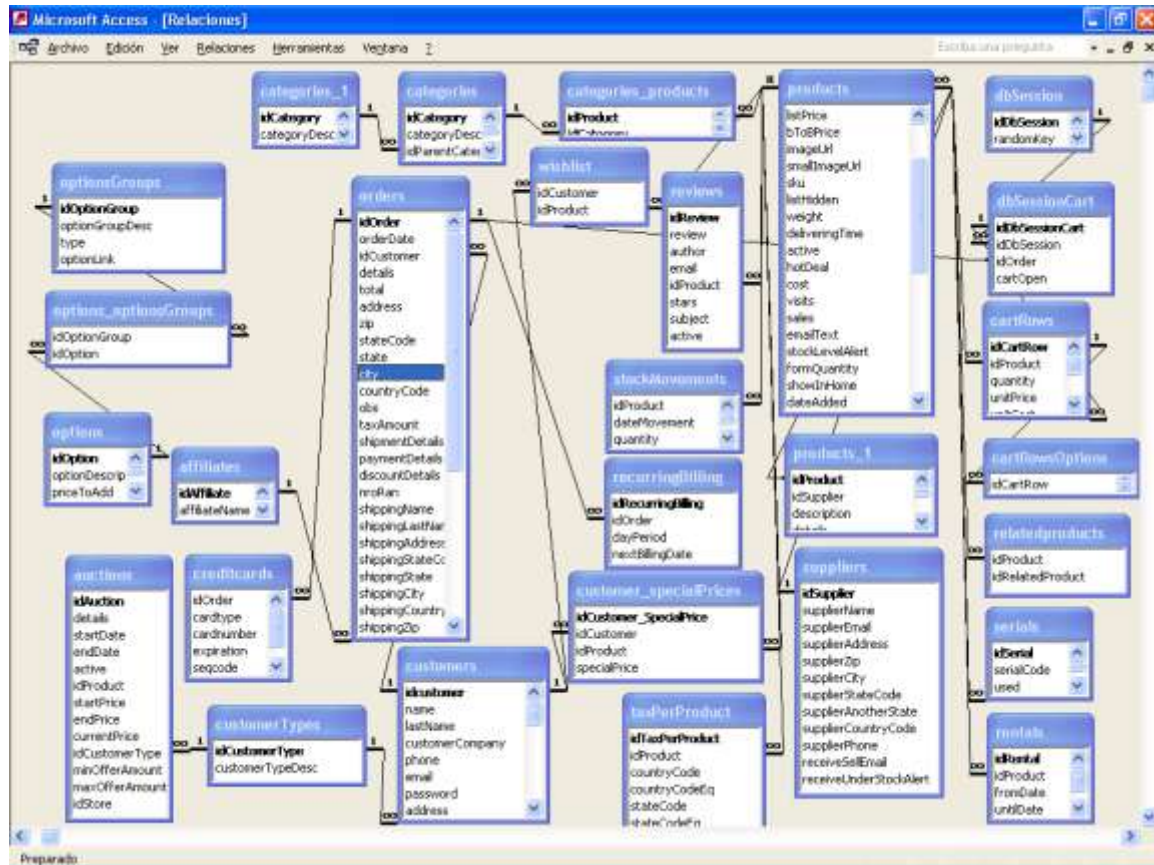 Microsoft Access - [Relaciones]
Archivo Edición Ver Relaciones Herramientas Ventana ?
Escriba una pregunta
categories_1
idCategory
categoryDesc
categories
idCategory
categoryDesc
idParentCate
categories_products
idProduct
idCategory
products
listPrice
bToBPrice
imageUrl
smallImageUrl
sku
listHidden
weight
deliveringTime
active
hotDeal
cost
visits
sales
emailText
stockLevelAlert
formQuantity
showInHome
dateAdded
dbSession
idDbSession
randomKey
optionsGroups
idOptionGroup
optionGroupDesc
type
optionLink
orders
idOrder
orderDate
idCustomer
details
total
address
zip
stateCode
state
city
countryCode
obs
taxAmount
shipmentDetails
paymentDetails
discountDetails
nroRan
shippingName
shippingLastNar
shippingAddress
shippingStateCc
shippingState
shippingCity
shippingCountry
shippingZip
wishlist
idCustomer
idProduct
reviews
idReview
review
author
email
idProduct
stars
subject
active
dbSessionCart
idDbSessionCart
idDbSession
idOrder
cartOpen
options_optionsGroups
idOptionGroup
idOption
cartRows
idCartRow
idProduct
quantity
unitPrice
unitCost
stockMovements
idProduct
dateMovement
quantity
options
idOption
optionDescrip
priceToAdd
affiliates
idAffiliate
affiliateName
products_1
idProduct
idSupplier
description
details
cartRowsOptions
idCartRow
recurringBilling
idRecurringBilling
idOrder
dayPeriod
nextBillingDate
relatedproducts
idProduct
idRelatedProduct
auctions
idAuction
details
startDate
endDate
active
idProduct
startPrice
endPrice
currentPrice
idCustomerType
minOfferAmount
maxOfferAmount
idStore
creditcards
idOrder
cardtype
cardnumber
expiration
seqcode
customer_specialPrices
idCustomer_SpecialPrice
idCustomer
idProduct
specialPrice
suppliers
idSupplier
supplierName
supplierEmail
supplierAddress
supplierZip
supplierCity
supplierStateCode
supplierAnotherState
supplierCountryCode
supplierPhone
receiveSellEmail
receiveUnderStockAlert
serials
idSerial
serialCode
used
customers
idcustomer
name
lastName
customerCompany
phone
email
password
address
customerTypes
idCustomerType
customerTypeDesc
taxPerProduct
idTaxPerProduct
idProduct
countryCode
countryCodeEq
stateCode
stateCodeEq
rentals
idRental
idProduct
fromDate
untilDate
Preparado